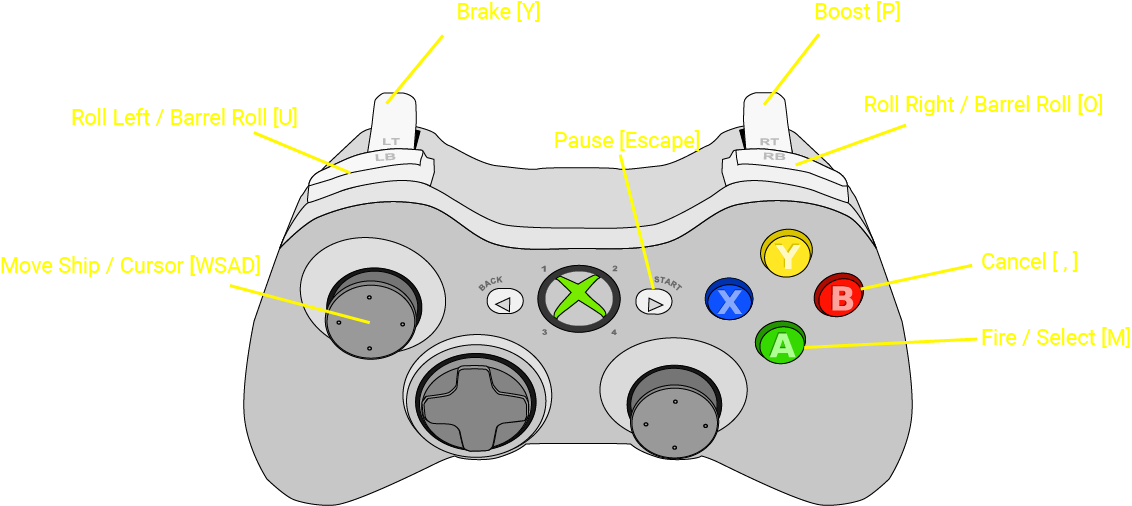 Brake [Y]
Boost [P]
Roll Left / Barrel Roll [U]
Roll Right / Barrel Roll [O]
Pause [Escape]
LT
RT
LB
RB
Move Ship / Cursor [WSAD]
Cancel [ , ]
Fire / Select [M]
BACK
START
1
2
3
4
Y
X
B
A